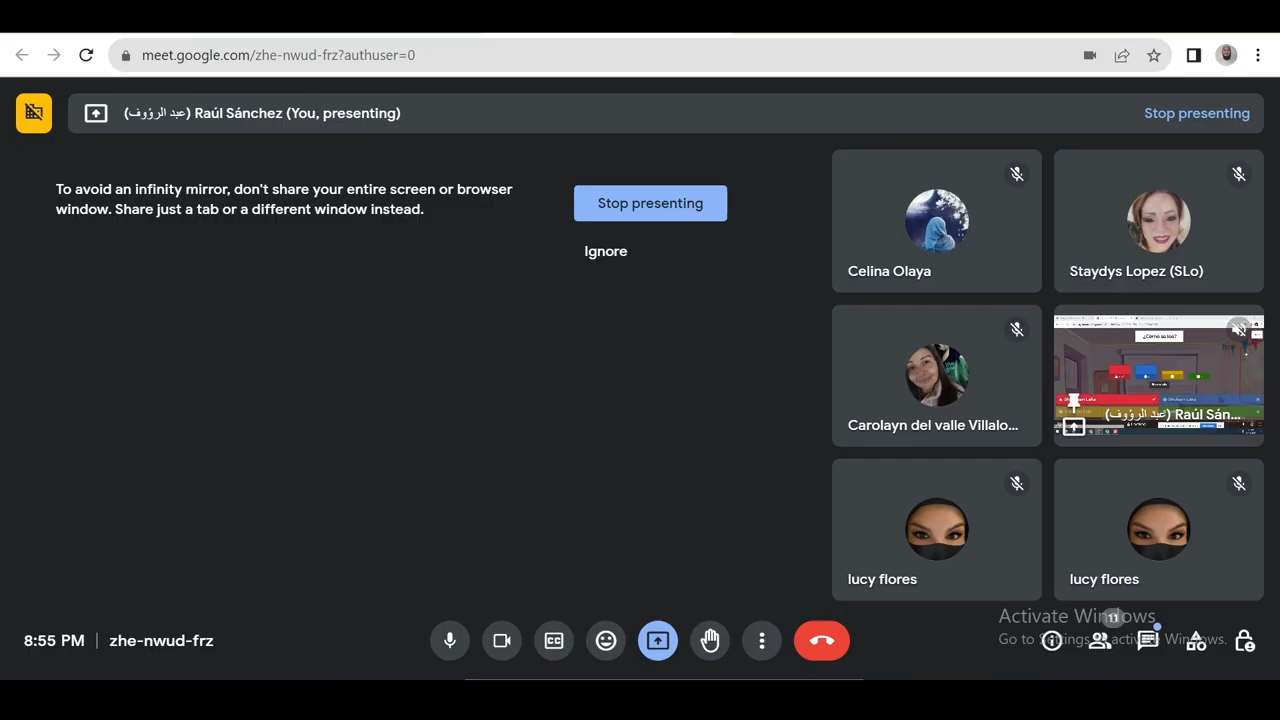 meet.google.com/zhe-nwud-frz?authuser=0
(عبد الرؤوف) Raúl Sánchez (You, presenting)
Stop presenting
To avoid an infinity mirror, don't share your entire screen or browser
window. Share just a tab or a different window instead.
Stop presenting
Ignore
Celina Olaya
Staydys Lopez (SLo)
Carolayn del valle Villalo...
(عبد الرؤوف) Raúl Sán...
lucy flores
lucy flores
Activate Windows
Go to Settings to activate Windows.
8:55 PM | zhe-nwud-frz
CC
11